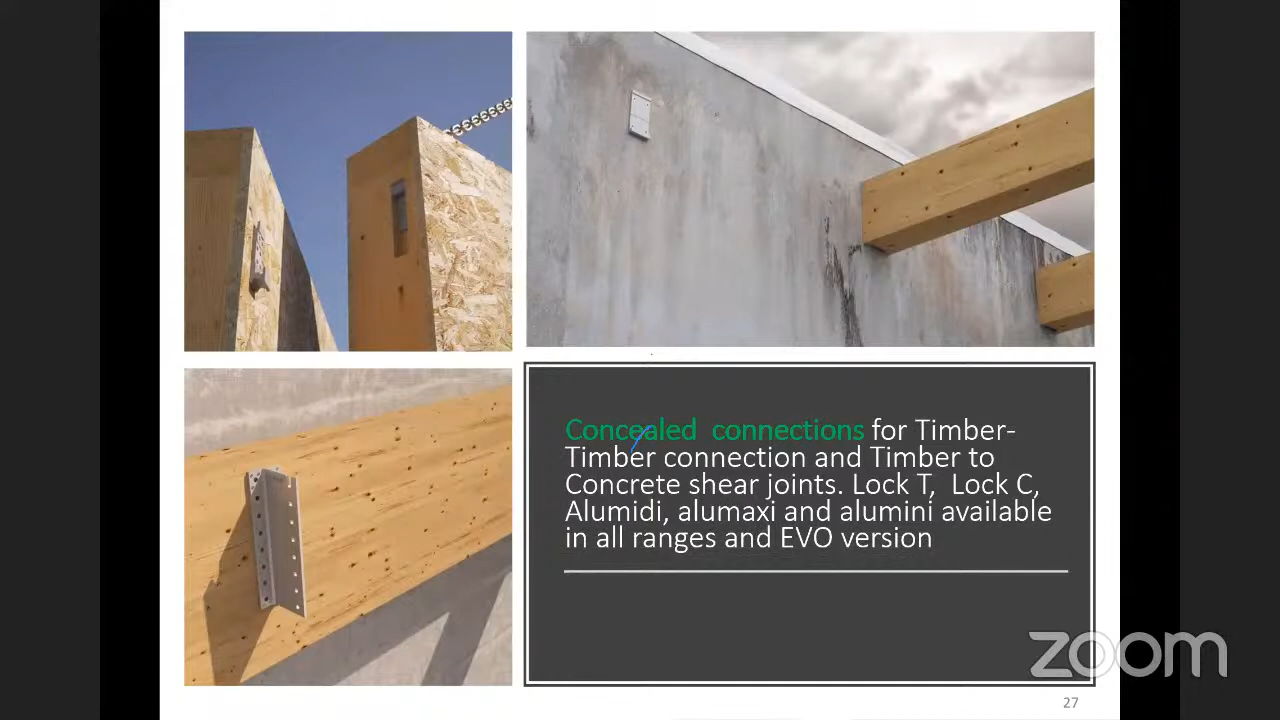 Concealed connections for Timber-
Timber connection and Timber to
Concrete shear joints. Lock T, Lock C,
Alumidi, alumaxi and alumini available
in all ranges and EVO version
zoom
27